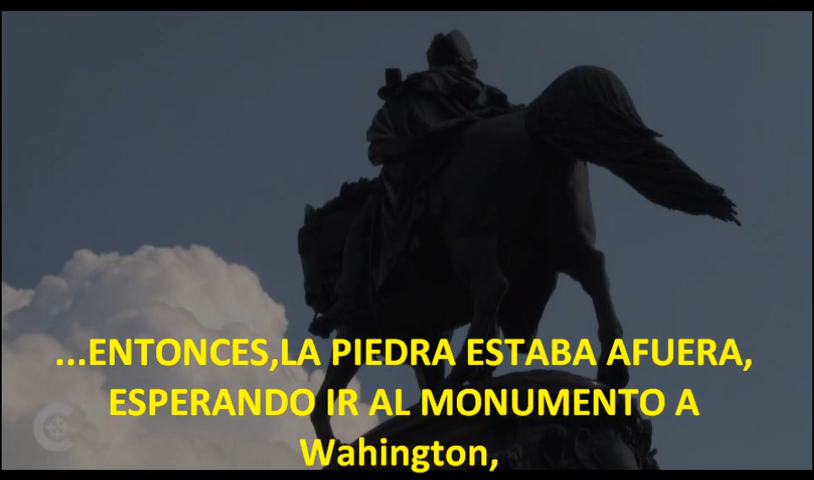 ...ENTONCES,LA PIEDRA ESTABA AFUERA,
ESPERANDO IR AL MONUMENTO A
Wahington,